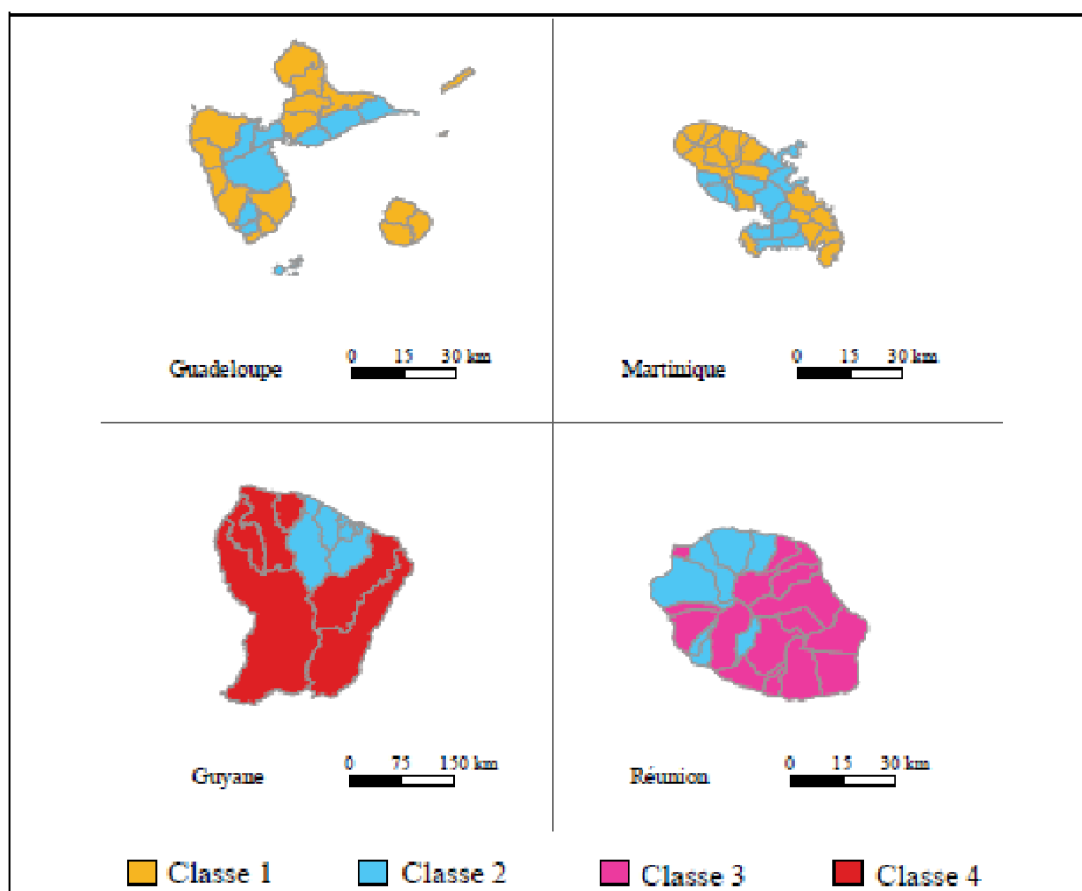 0 15 30 km
Guadeloupe
0 15 30 km
Martinique
0 75 150 km
Guyane
0 15 30 km
Réunion
Classe 1 Classe 2 Classe 3 Classe 4